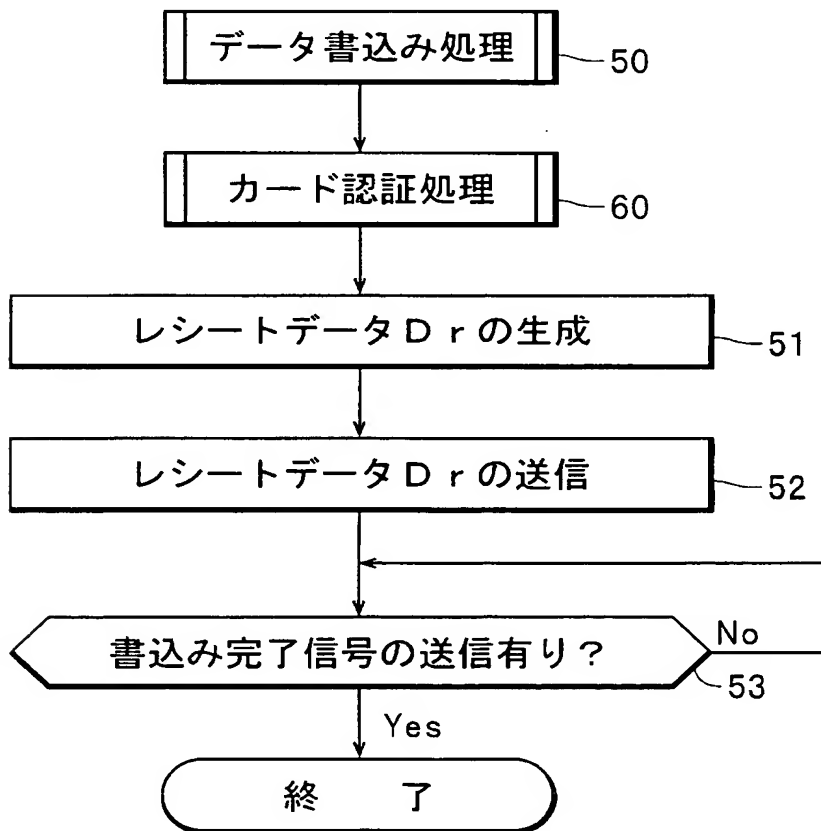 データ書込み処理
50
カード認証処理
60
レシートデータＤｒの生成
51
レシートデータＤｒの送信
52
書込み完了信号の送信有り？
No
53
Yes
終　了